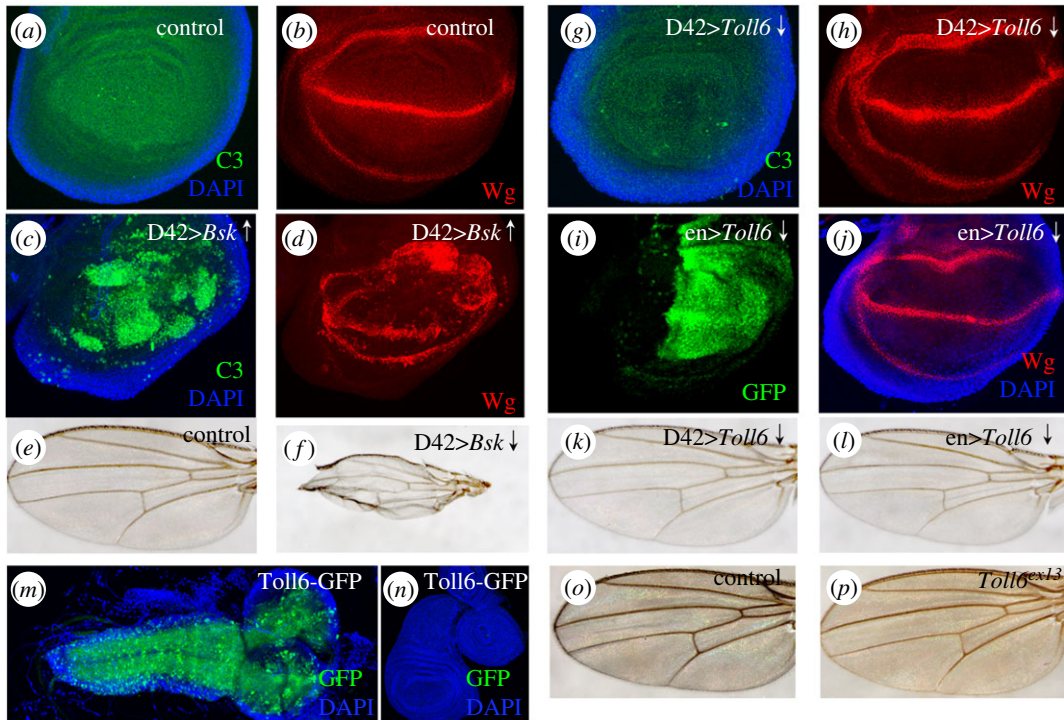 (a) control
C3
DAPI
(b) control
Wg
(g) D42>Toll6 ↓
C3
DAPI
(h) D42>Toll6 ↓
Wg
(c) D42>Bsk ↑
C3
DAPI
(d) D42>Bsk ↑
Wg
(i) en>Toll6 ↓
GFP
(j) en>Toll6 ↓
Wg
DAPI
(e) control
(f) D42>Bsk ↓
(k) D42>Toll6 ↓
(l) en>Toll6 ↓
(m) Toll6-GFP
GFP
DAPI
(n) Toll6-GFP
GFP
DAPI
(o) control
(p) Toll6